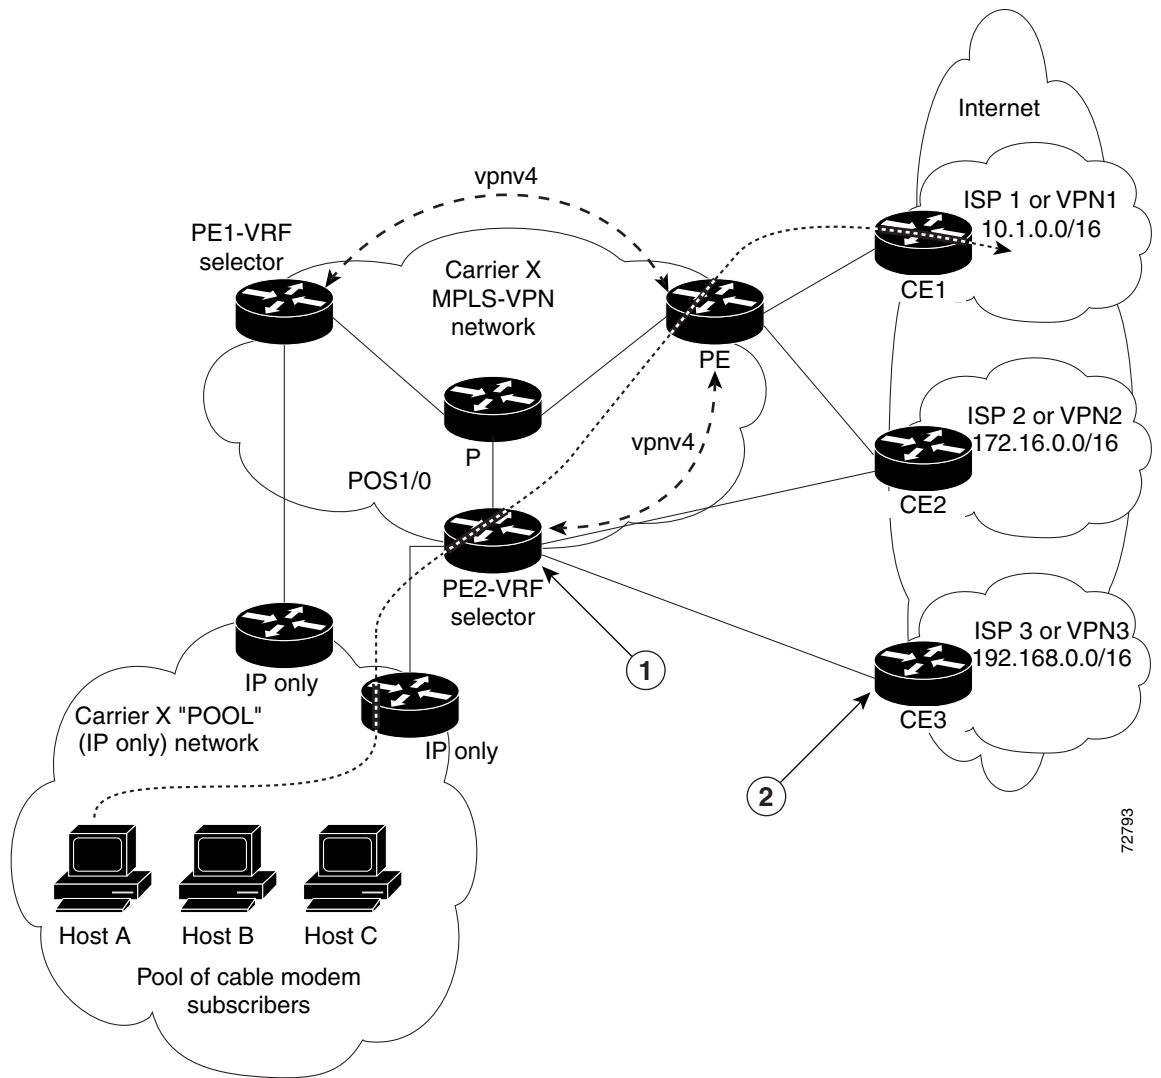 Internet
vpnv4
ISP 1 or VPN1
10.1.0.0/16
PE1-VRF
selector
Carrier X
MPLS-VPN
network
CE1
PE
ISP 2 or VPN2
172.16.0.0/16
vpnv4
P
POS1/0
CE2
PE2-VRF
selector
ISP 3 or VPN3
192.168.0.0/16
1
IP only
CE3
Carrier X "POOL"
(IP only) network
IP only
2
72793
Host A
Host B
Host C
Pool of cable modem
subscribers